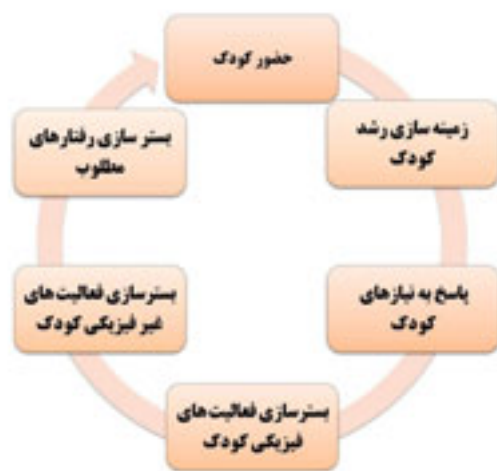 حضور کودک
زمینه سازی رشد
کودک
پاسخ به نیازهای
کودک
بسترسازی فعالیت‌های
فیزیکی کودک
بسترسازی فعالیت‌های
غیر فیزیکی کودک
بستر سازی رفتارهای
مطلوب